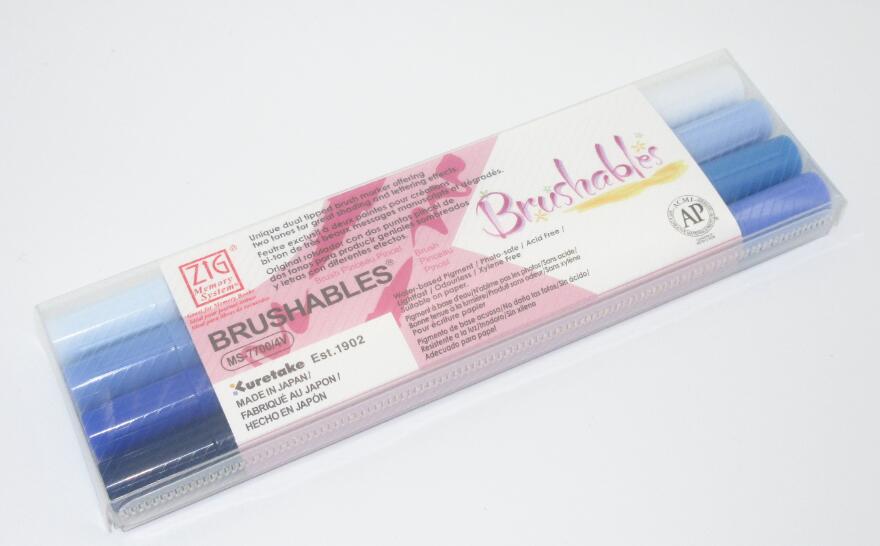 ZIG
Memory
System
BRUSHABLES®
MS-7700/4V
Kuretake Est.1902
MADE IN JAPAN/
FABRIQUÉ AU JAPON /
HECHO EN JAPÓN
Unique dual tipped brush marker offering
two tones for great shading and lettering effects.
Feutre exclusif à deux pointes pour créations
bi-ton de très beaux messages manuscripts et dégradés.
Original rotulador con dos puntas pincel de
dos tonos para producir geniales sombreados
y letras con diferentes efectos.
Brush Pinceau Pincel
Brush
Pinceau
Pincel
Water-based Pigment / Photo-safe / Acid Free /
Lightfast / Odourless / Xylene Free
Suitable on paper.
Pigment à base d'eau/N'abîme pas les photos/Sans acide/
Bonne tenue à la lumière/Produit sans odeur/Sans xylène
Pour écriture papier
Pigmento de base acuosa/No daña las fotos/Sin ácido/
Resistente a la luz/Inodoro/Sin xileno
Adecuado para papel
Brushables
ACMI
AP